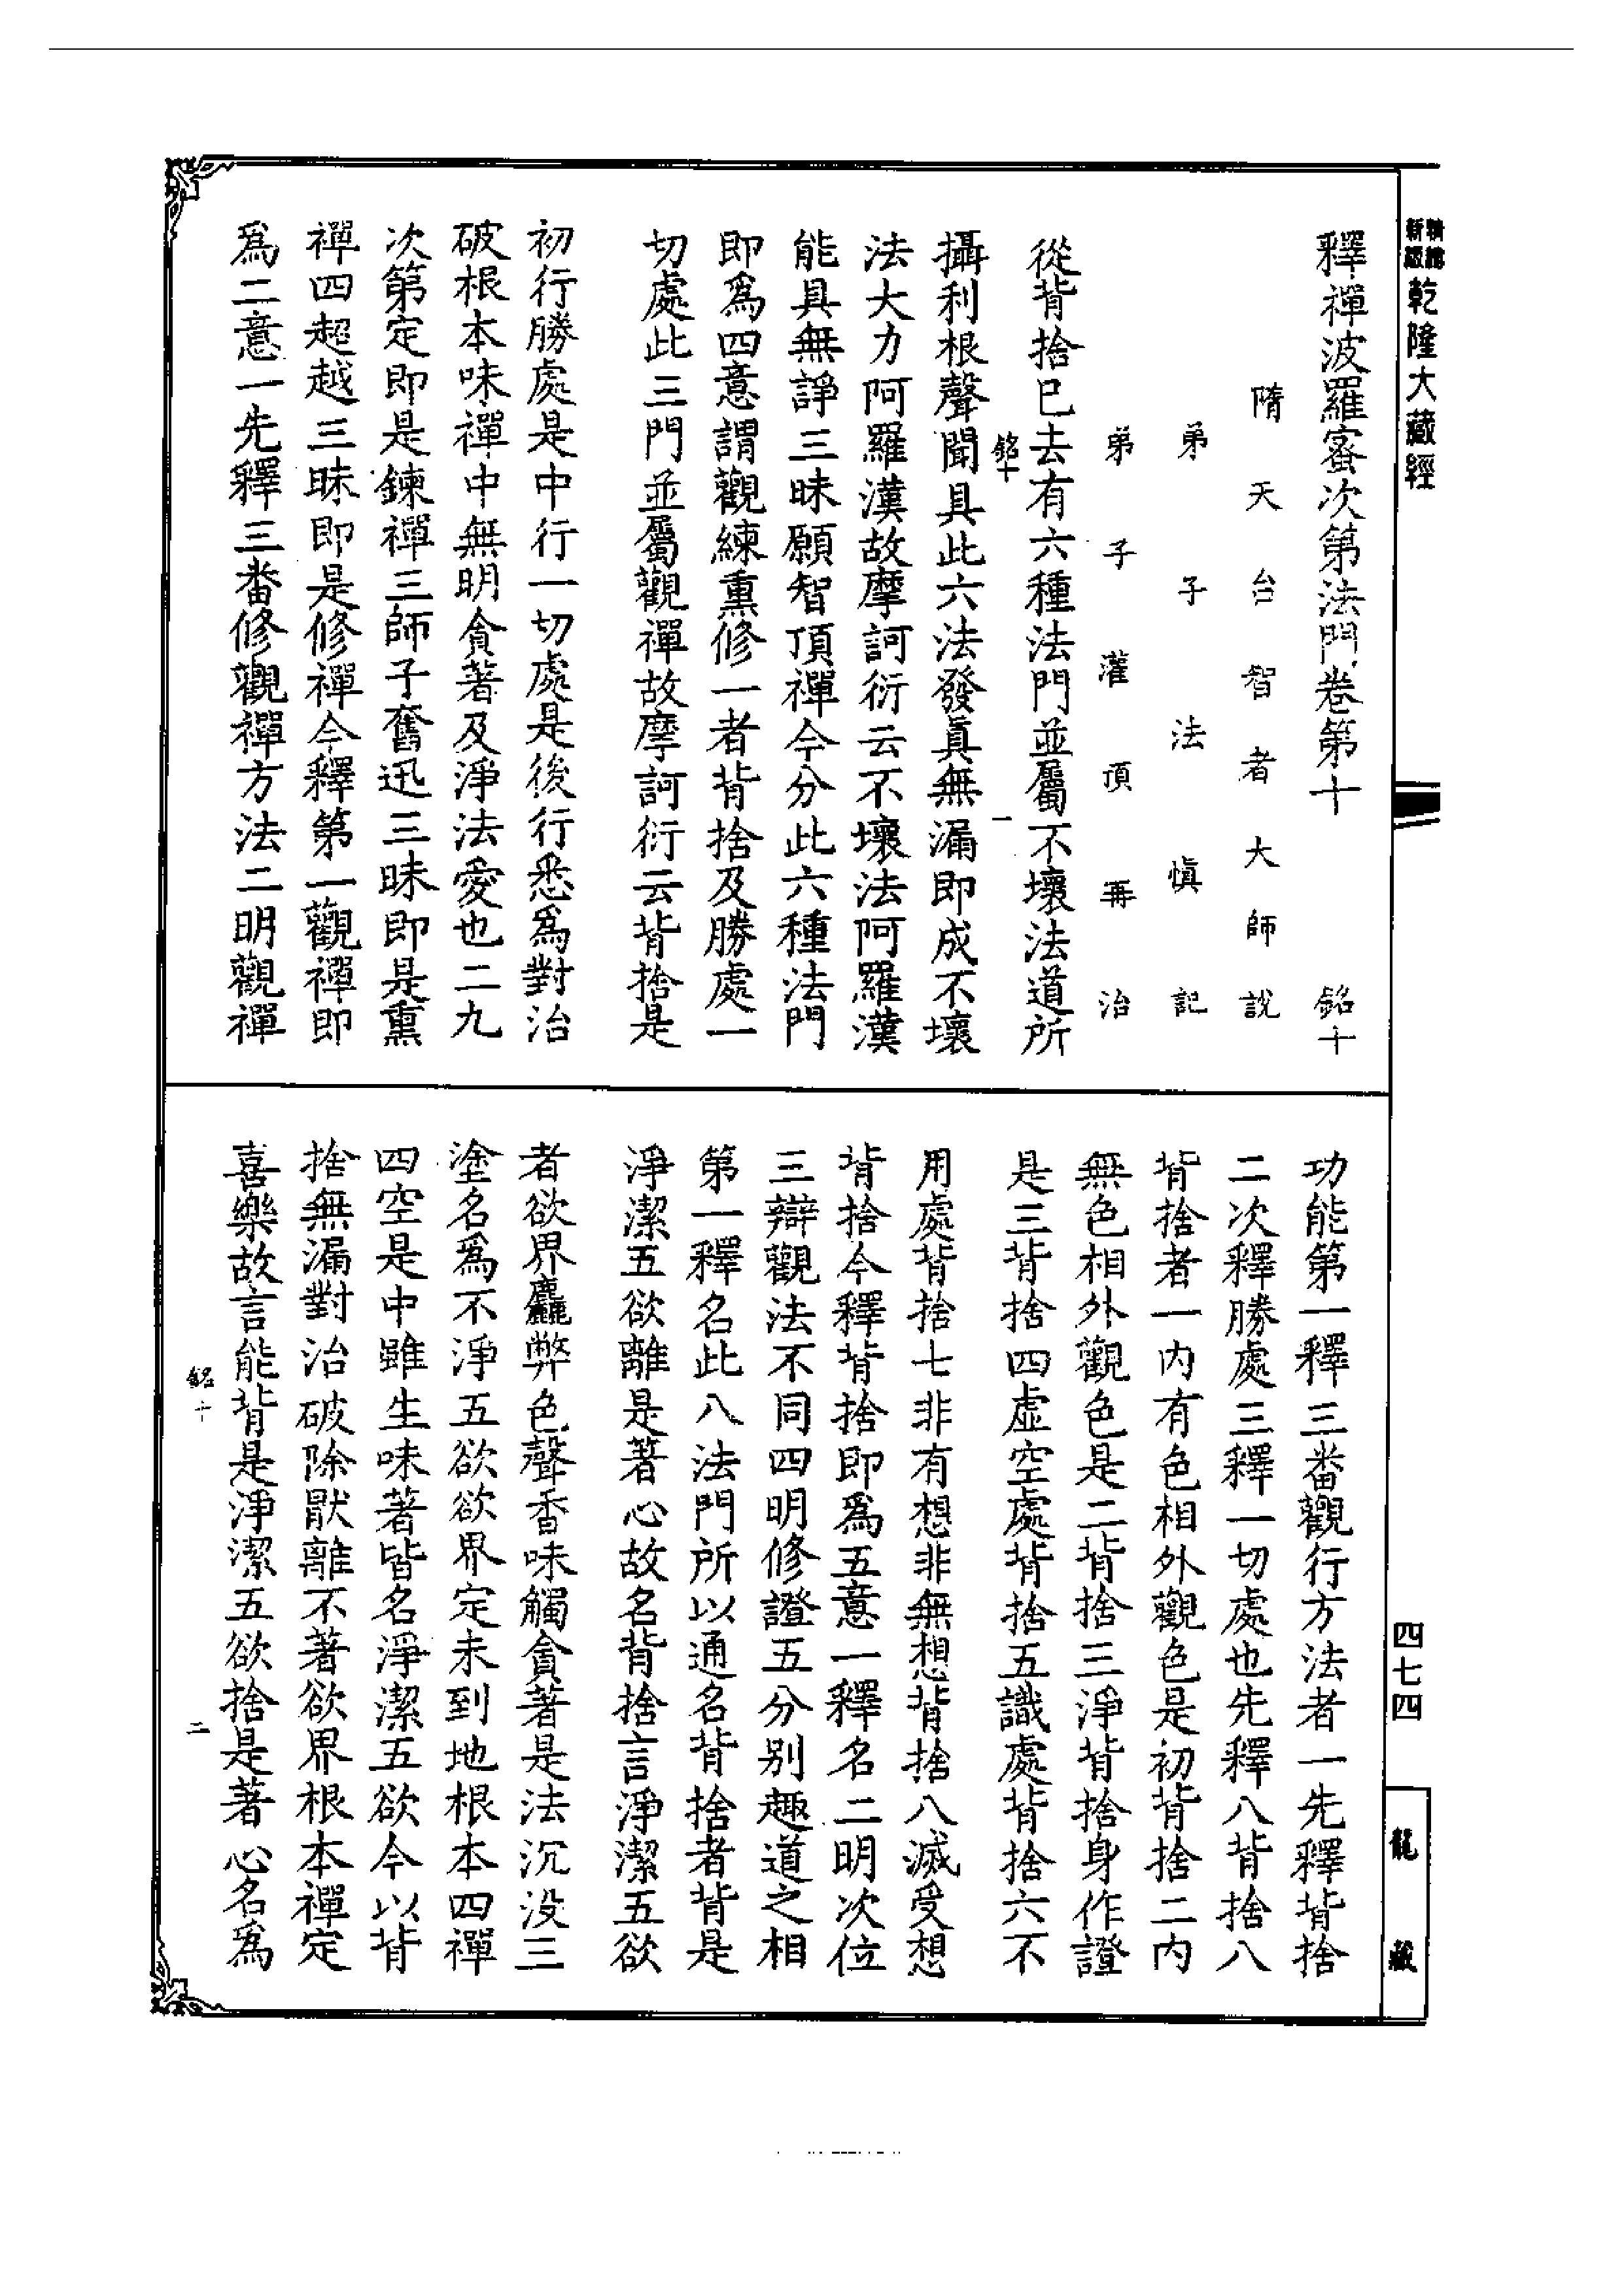 乾隆大藏經
釋禪波羅蜜次第法門卷第十 銘十
隋天台智者大師說
弟子法慎記
弟子灌頂再治
從背捨已去有六種法門並屬不壞法道所
銘十 一
攝利根聲聞具此六法發真無漏即成不壞
法大力阿羅漢故摩訶衍云不壞法阿羅漢
能具無諍三昧願智頂禪今分此六種法門
即為四意謂觀練熏修一者背捨及勝處一
切處此三門並屬觀禪故摩訶衍云背捨是
初行勝處是中行一切處是後行悉為對治
破根本味禪中無明貪著及淨法愛也二九
次第定即是鍊禪三師子奮迅三昧即是熏
禪四超越三昧即是修禪今釋第一觀禪即
為二意一先釋三番修觀禪方法二明觀禪
功能第一釋三番觀行方法者一先釋背捨
二次釋勝處三釋一切處也先釋八背捨八
背捨者一內有色相外觀色是初背捨二內
無色相外觀色是二背捨三淨背捨身作證
是三背捨四虛空處背捨五識處背捨六不
用處背捨七非有想非無想背捨八滅受想
背捨今釋背捨即為五意一釋名二明次位
三辯觀法不同四明修證五分別趣道之相
第一釋名此八法門所以通名背捨者背是
淨潔五欲離是著心故名背捨言淨潔五欲
者欲界麤弊色聲香味觸貪著是法沉沒三
塗名為不淨五欲欲界定未到地根本四禪
四空是中雖生味著皆名淨潔五欲今以背
捨無漏對治破除厭離不著欲界根本禪定
喜樂故言能背是淨潔五欲捨是著心名為
銘十 二
四七四
龍藏